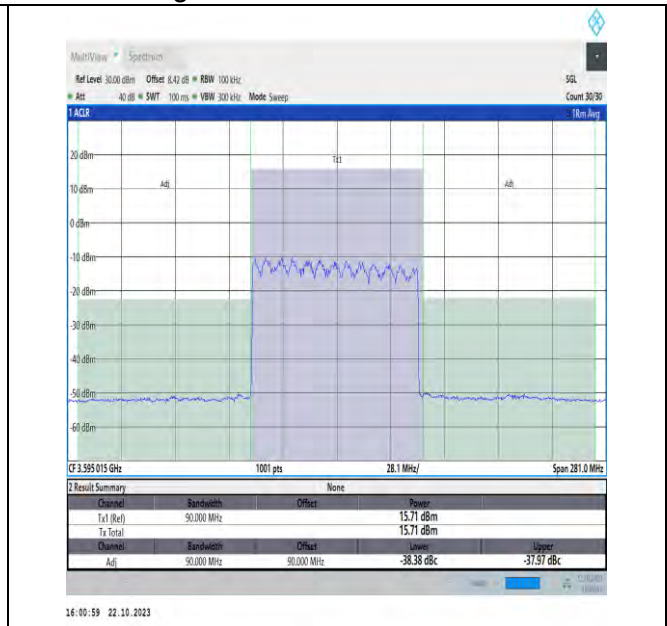 MultiView Spectrum
Ref Level 30.00 dBm Offset 8.42 dB RBW 100 kHz SGL
Att 40 dB SWT 100 ms VBW 300 kHz Mode Sweep Count 30/30
1 ACLR 1Rm Avg
20 dBm
Tx1
Adj Adj
10 dBm
0 dBm
-10 dBm
-20 dBm
-30 dBm
-40 dBm
-50 dBm
-60 dBm
CF 3.595 015 GHz 1001 pts 28.1 MHz/ Span 281.0 MHz
2 Result Summary None
Channel Bandwidth Offset Power
Tx1 (Ref) 90.000 MHz 15.71 dBm
Tx Total 15.71 dBm
Channel Bandwidth Offset Lower Upper
Adj 90.000 MHz 90.000 MHz -38.38 dBc -37.97 dBc
16:00:59 22.10.2023